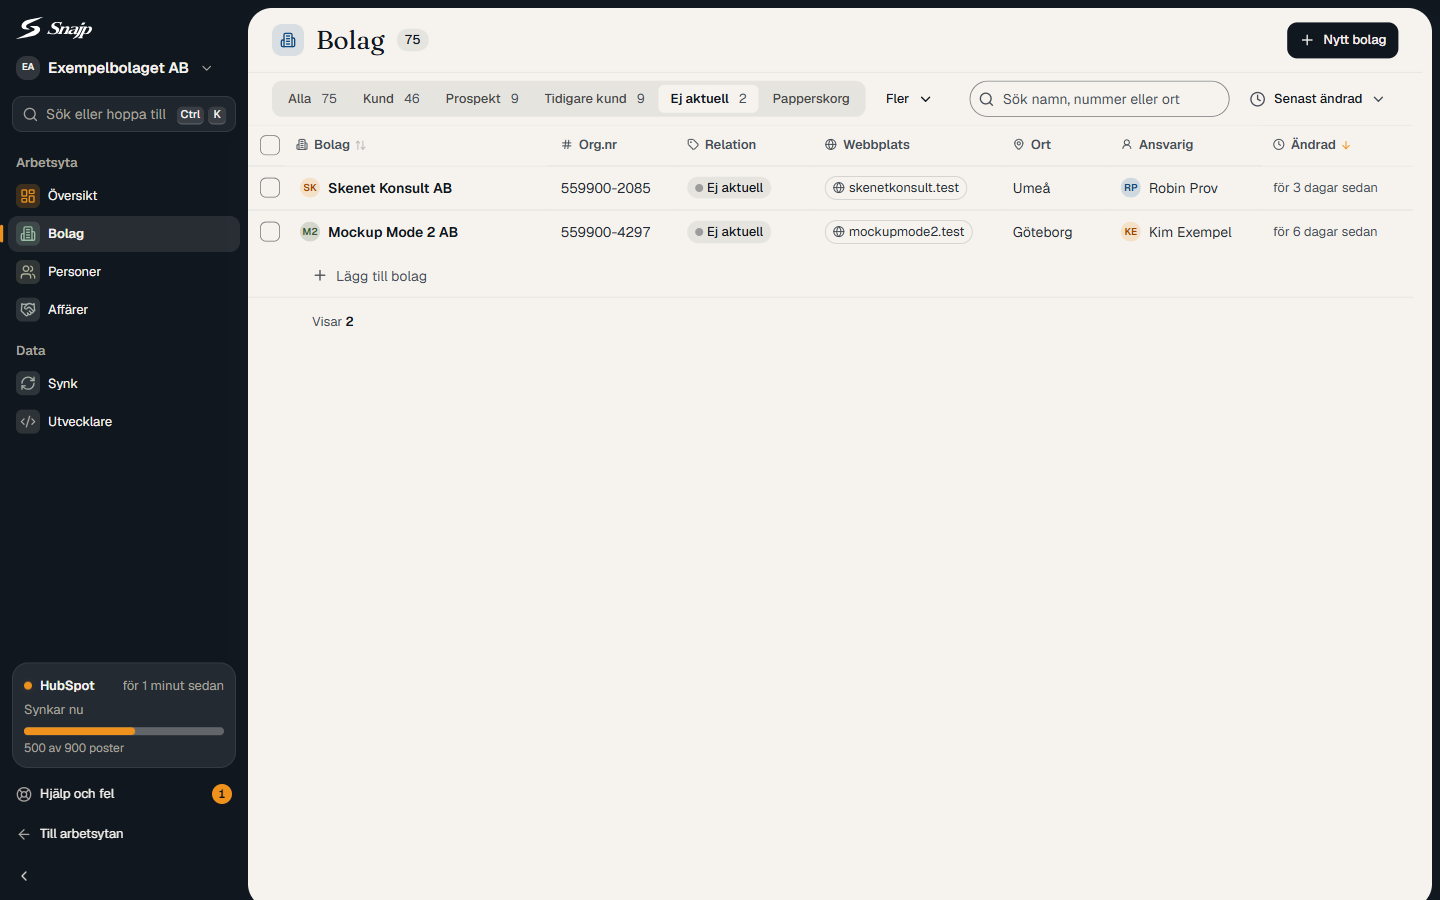 Snajp
EA Exempelbolaget AB
Sök eller hoppa till Ctrl K
Arbetsyta
Översikt
Bolag
Personer
Affärer
Data
Synk
Utvecklare
HubSpot för 1 minut sedan
Synkar nu
500 av 900 poster
Hjälp och fel 1
Till arbetsytan
Bolag 75
Nytt bolag
Alla 75 Kund 46 Prospekt 9 Tidigare kund 9 Ej aktuell 2 Papperskorg Fler Sök namn, nummer eller ort Senast ändrad
Bolag Org.nr Relation Webbplats Ort Ansvarig Ändrad
SK Skenet Konsult AB 559900-2085 Ej aktuell skenetkonsult.test Umeå RP Robin Prov för 3 dagar sedan
M2 Mockup Mode 2 AB 559900-4297 Ej aktuell mockupmode2.test Göteborg KE Kim Exempel för 6 dagar sedan
Lägg till bolag
Visar 2